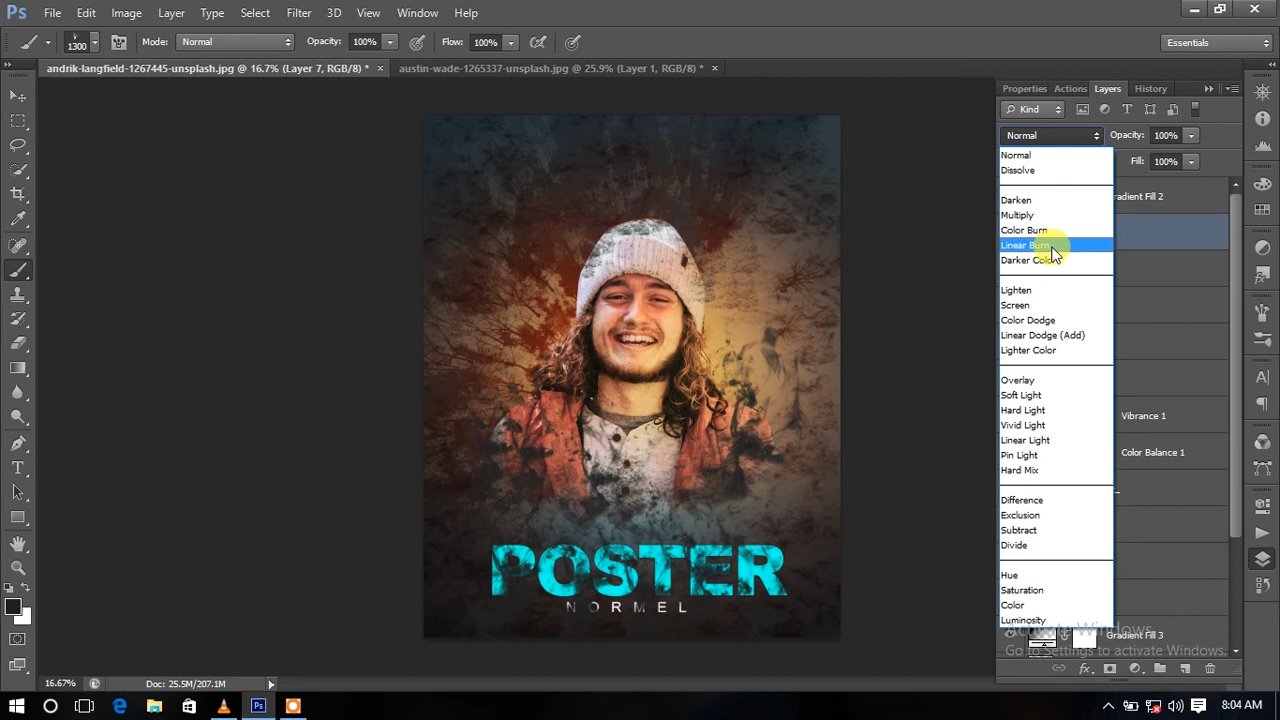 Ps File Edit Image Layer Type Select Filter 3D View Window Help
1300 Mode: Normal Opacity: 100% Flow: 100% Essentials
andrik-langfield-1267445-unsplash.jpg @ 16.7% (Layer 7, RGB/8) * × austin-wade-1265337-unsplash.jpg @ 25.9% (Layer 1, RGB/8) * ×
Properties Actions Layers History
Kind
Normal Opacity: 100%
Fill: 100%
Normal
Dissolve
Darken
Multiply
Color Burn
Linear Burn
Darker Color
Lighten
Screen
Color Dodge
Linear Dodge (Add)
Lighter Color
Overlay
Soft Light
Hard Light
Vivid Light
Linear Light
Pin Light
Hard Mix
Difference
Exclusion
Subtract
Divide
Hue
Saturation
Color
Luminosity
radient Fill 2
Vibrance 1
Color Balance 1
Gradient Fill 3
POSTER
NORMEL
Activate Windows
Go to Settings to activate Windows.
16.67% Doc: 25.5M/207.1M
8:04 AM